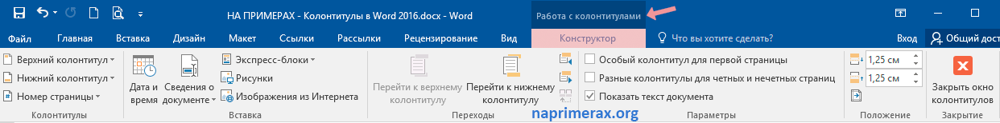 НА ПРИМЕРАХ - Колонтитулы в Word 2016.docx - Word
Работа с колонтитулами
Файл Главная Вставка Дизайн Макет Ссылки Рассылки Рецензирование Вид Конструктор Что вы хотите сделать? Вход Общий дост
Верхний колонтитул
Нижний колонтитул
Номер страницы
Колонтитулы
Дата и
время
Сведения о
документе
Экспресс-блоки
Рисунки
Изображения из Интернета
Вставка
Перейти к верхнему
колонтитулу
Перейти к нижнему
колонтитулу
Переходы
Особый колонтитул для первой страницы
Разные колонтитулы для четных и нечетных страниц
Показать текст документа
Параметры
1,25 см
1,25 см
Положение
Закрыть окно
колонтитулов
Закрытие
naprimerax.org